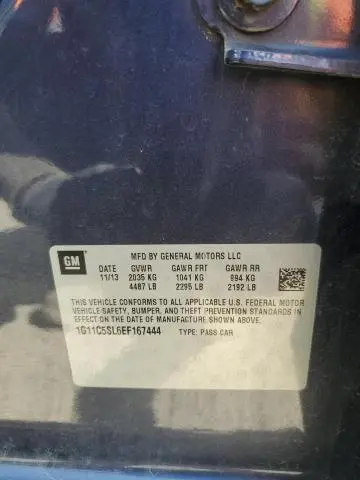 GM
MFD BY GENERAL MOTORS LLC
DATE GVWR GAWR FRT GAWR RR
11/13 2035 KG 1041 KG 994 KG
4487 LB 2295 LB 2192 LB
THIS VEHICLE CONFORMS TO ALL APPLICABLE U.S. FEDERAL MOTOR
VEHICLE SAFETY, BUMPER, AND THEFT PREVENTION STANDARDS
IN EFFECT ON THE DATE OF MANUFACTURE SHOWN ABOVE.
1G11C5SL6EF167444 TYPE: PASS CAR